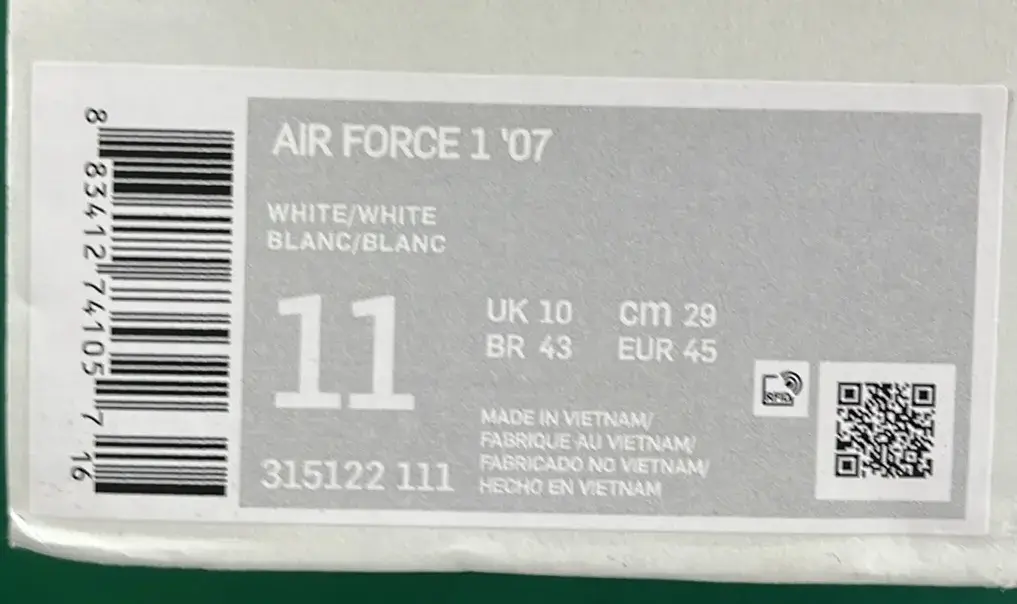 AIR FORCE 1 '07
WHITE/WHITE
BLANC/BLANC
11
UK 10 cm 29
BR 43 EUR 45
MADE IN VIETNAM/
FABRIQUE AU VIETNAM/
FABRICADO NO VIETNAM/
HECHO EN VIETNAM
315122 111
RFID
8 83412 74105 7 16